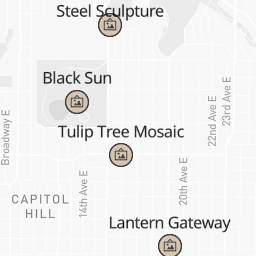 Steel Sculpture
Black Sun
Tulip Tree Mosaic
Broadway E
14th Ave E
20th Ave E
22nd Ave E
23rd Ave E
CAPITOL
HILL
Lantern Gateway